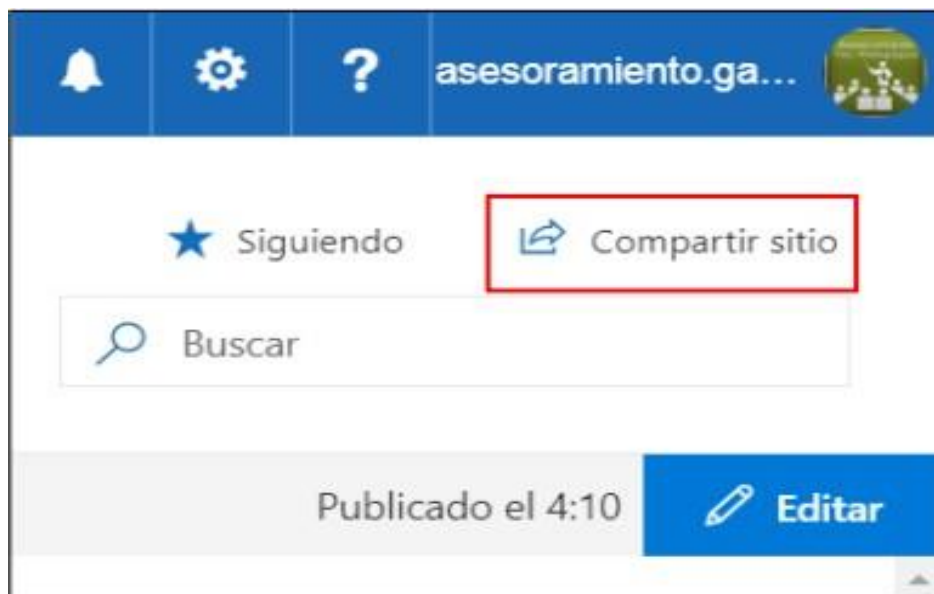 ? asesoramiento.ga...
Siguiendo Compartir sitio
Buscar
Publicado el 4:10 Editar